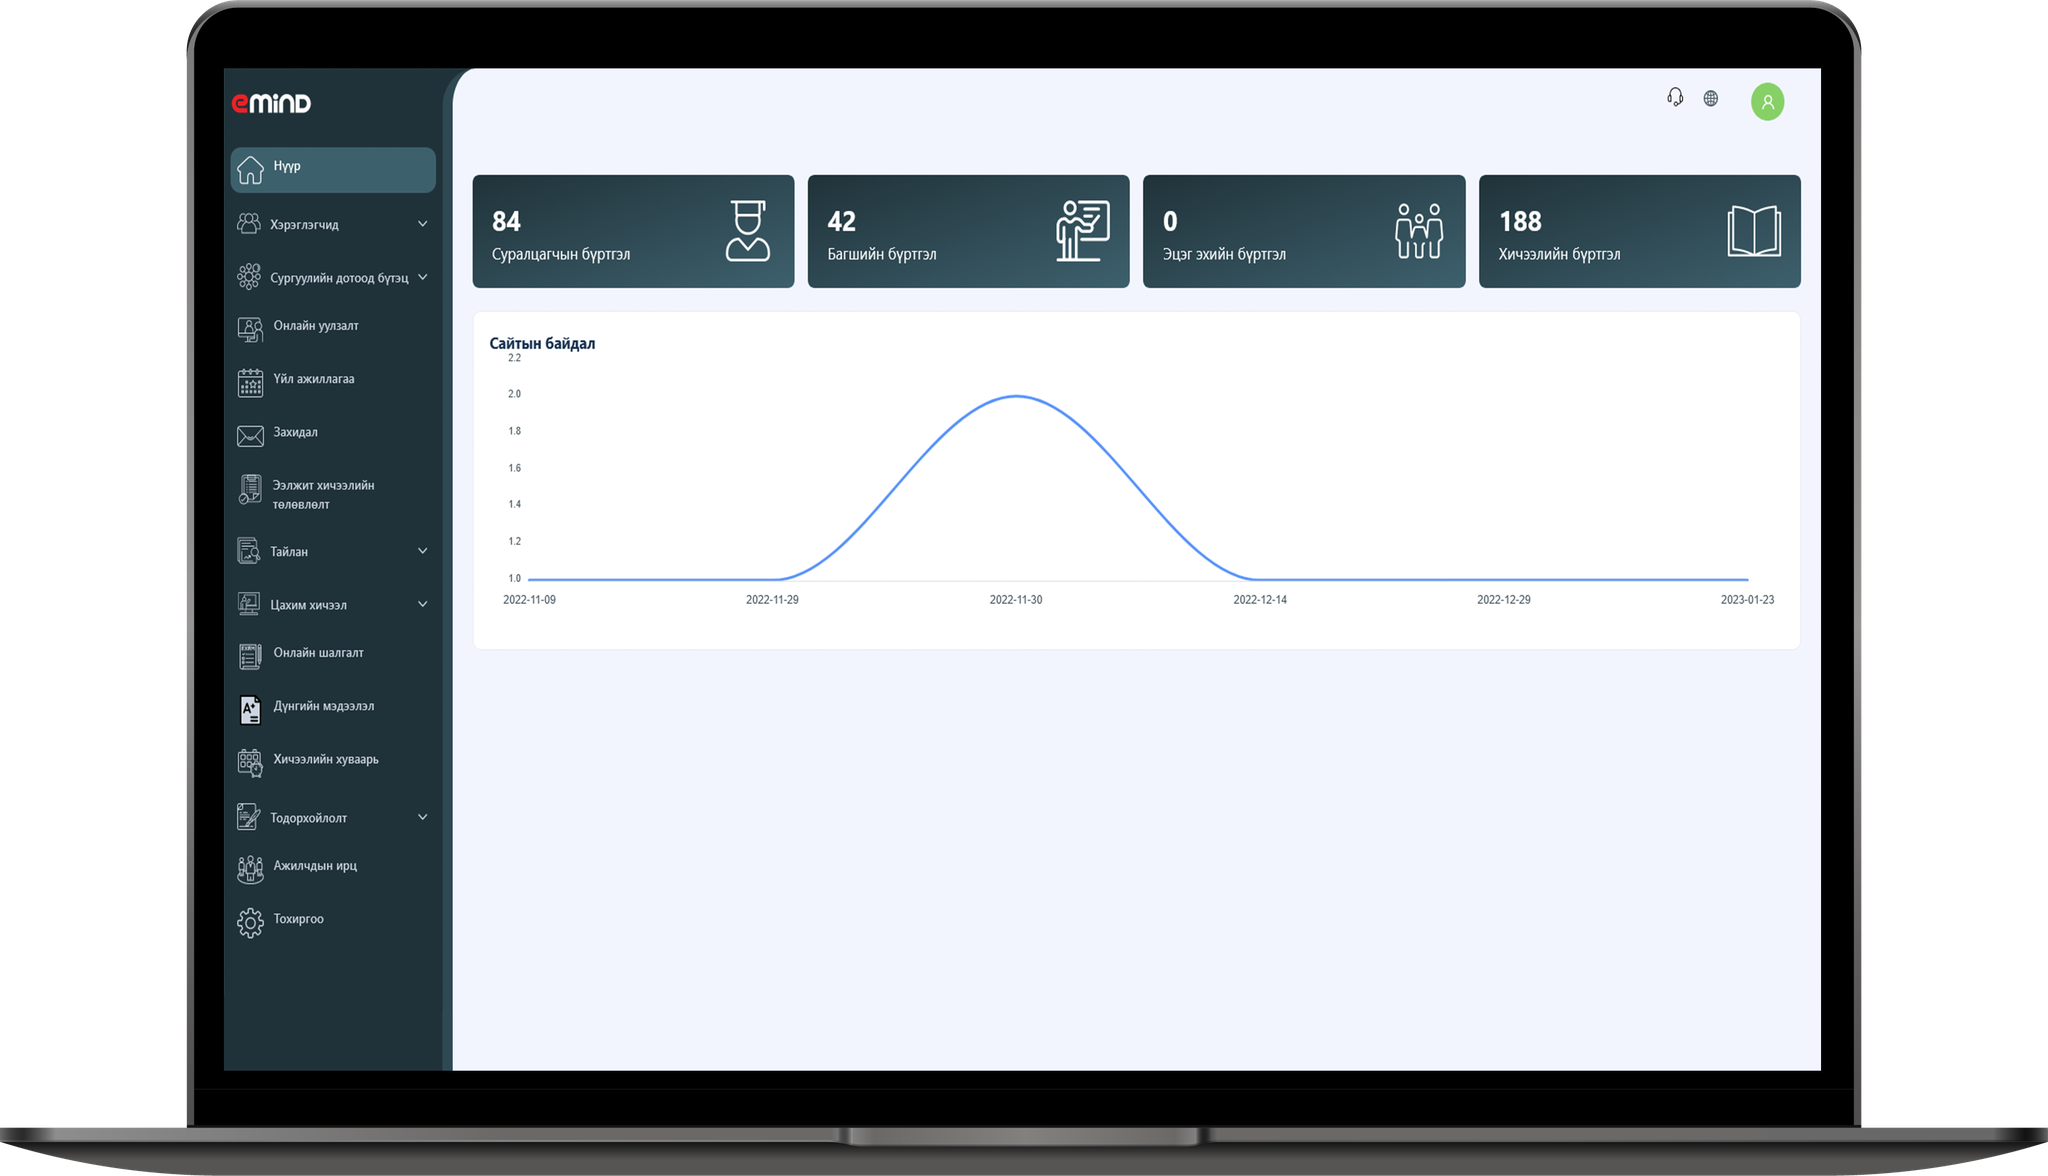 emind
Нүүр
Хэрэглэгчид
Сургуулийн дотоод бүтэц
Онлайн уулзалт
Үйл ажиллагаа
Захидал
Ээлжит хичээлийн
төлөвлөлт
Тайлан
Цахим хичээл
Онлайн шалгалт
Дүнгийн мэдээлэл
Хичээлийн хуваарь
Тодорхойлолт
Ажилчдын ирц
Тохиргоо
84
Суралцагчын бүртгэл
42
Багшийн бүртгэл
0
Эцэг эхийн бүртгэл
188
Хичээлийн бүртгэл
Сайтын байдал
2.2
2.0
1.8
1.6
1.4
1.2
1.0
2022-11-09 2022-11-29 2022-11-30 2022-12-14 2022-12-29 2023-01-23